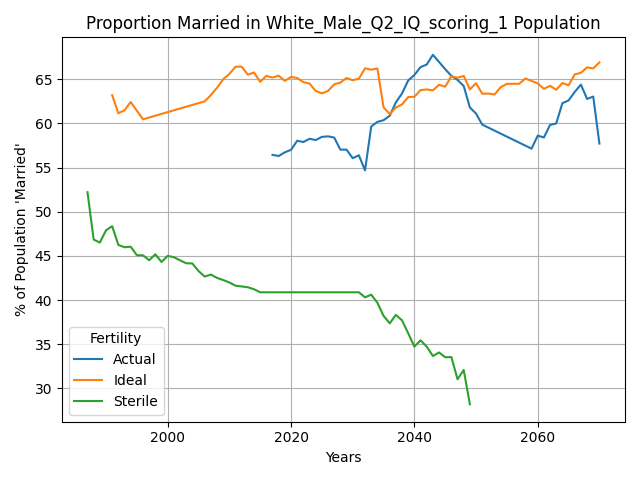 Proportion Married in White_Male_Q2_IQ_scoring_1 Population
% of Population 'Married'
65
60
55
50
45
40
35
30
Fertility
Actual
Ideal
Sterile
2000
2020
2040
2060
Years